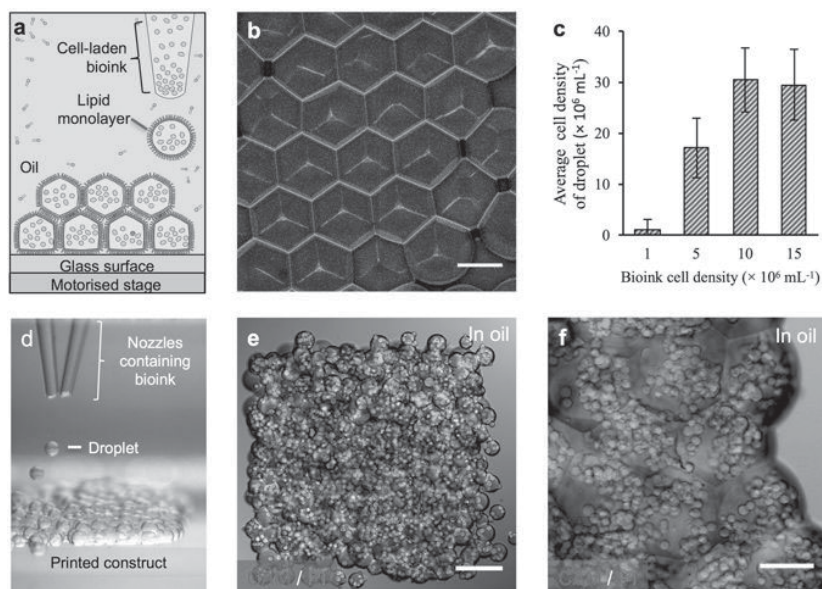 a
Cell-laden
bioink
Lipid
monolayer
Oil
Glass surface
Motorised stage
b
c
Average cell density
of droplet (× 10⁶ mL⁻¹)
40
30
20
10
0
1 5 10 15
Bioink cell density (× 10⁶ mL⁻¹)
d
Nozzles
containing
bioink
Droplet
Printed construct
e
In oil
f
In oil